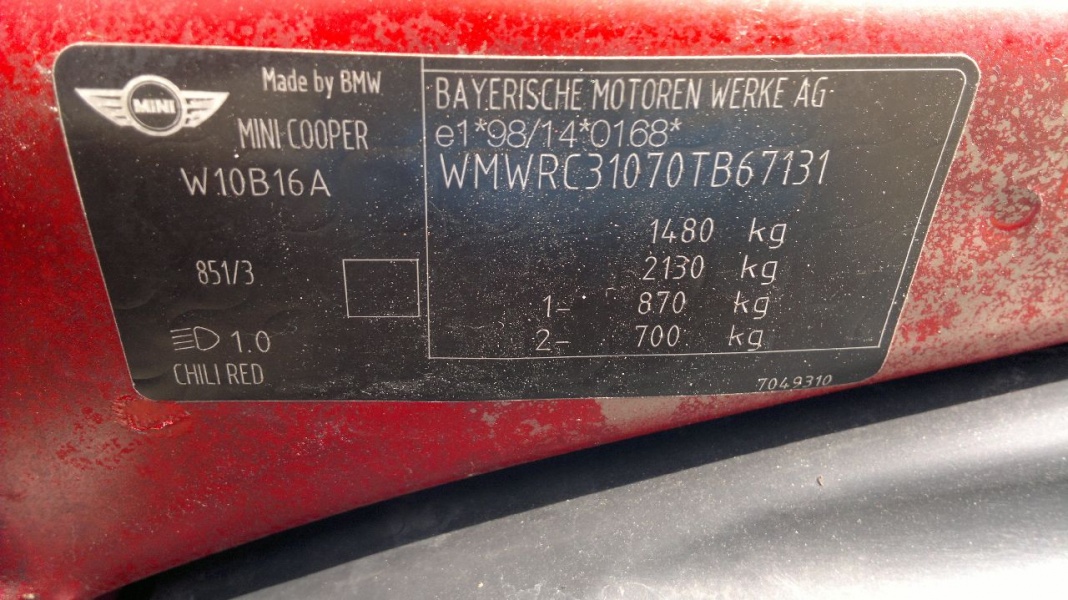 MINI
Made by BMW
MINI COOPER
W10B16A
851/3
1.0
CHILI RED
BAYERISCHE MOTOREN WERKE AG
e1*98/14*0168*
WMWRC31070TB67131
1480 kg
2130 kg
1- 870 kg
2- 700 kg
7049310